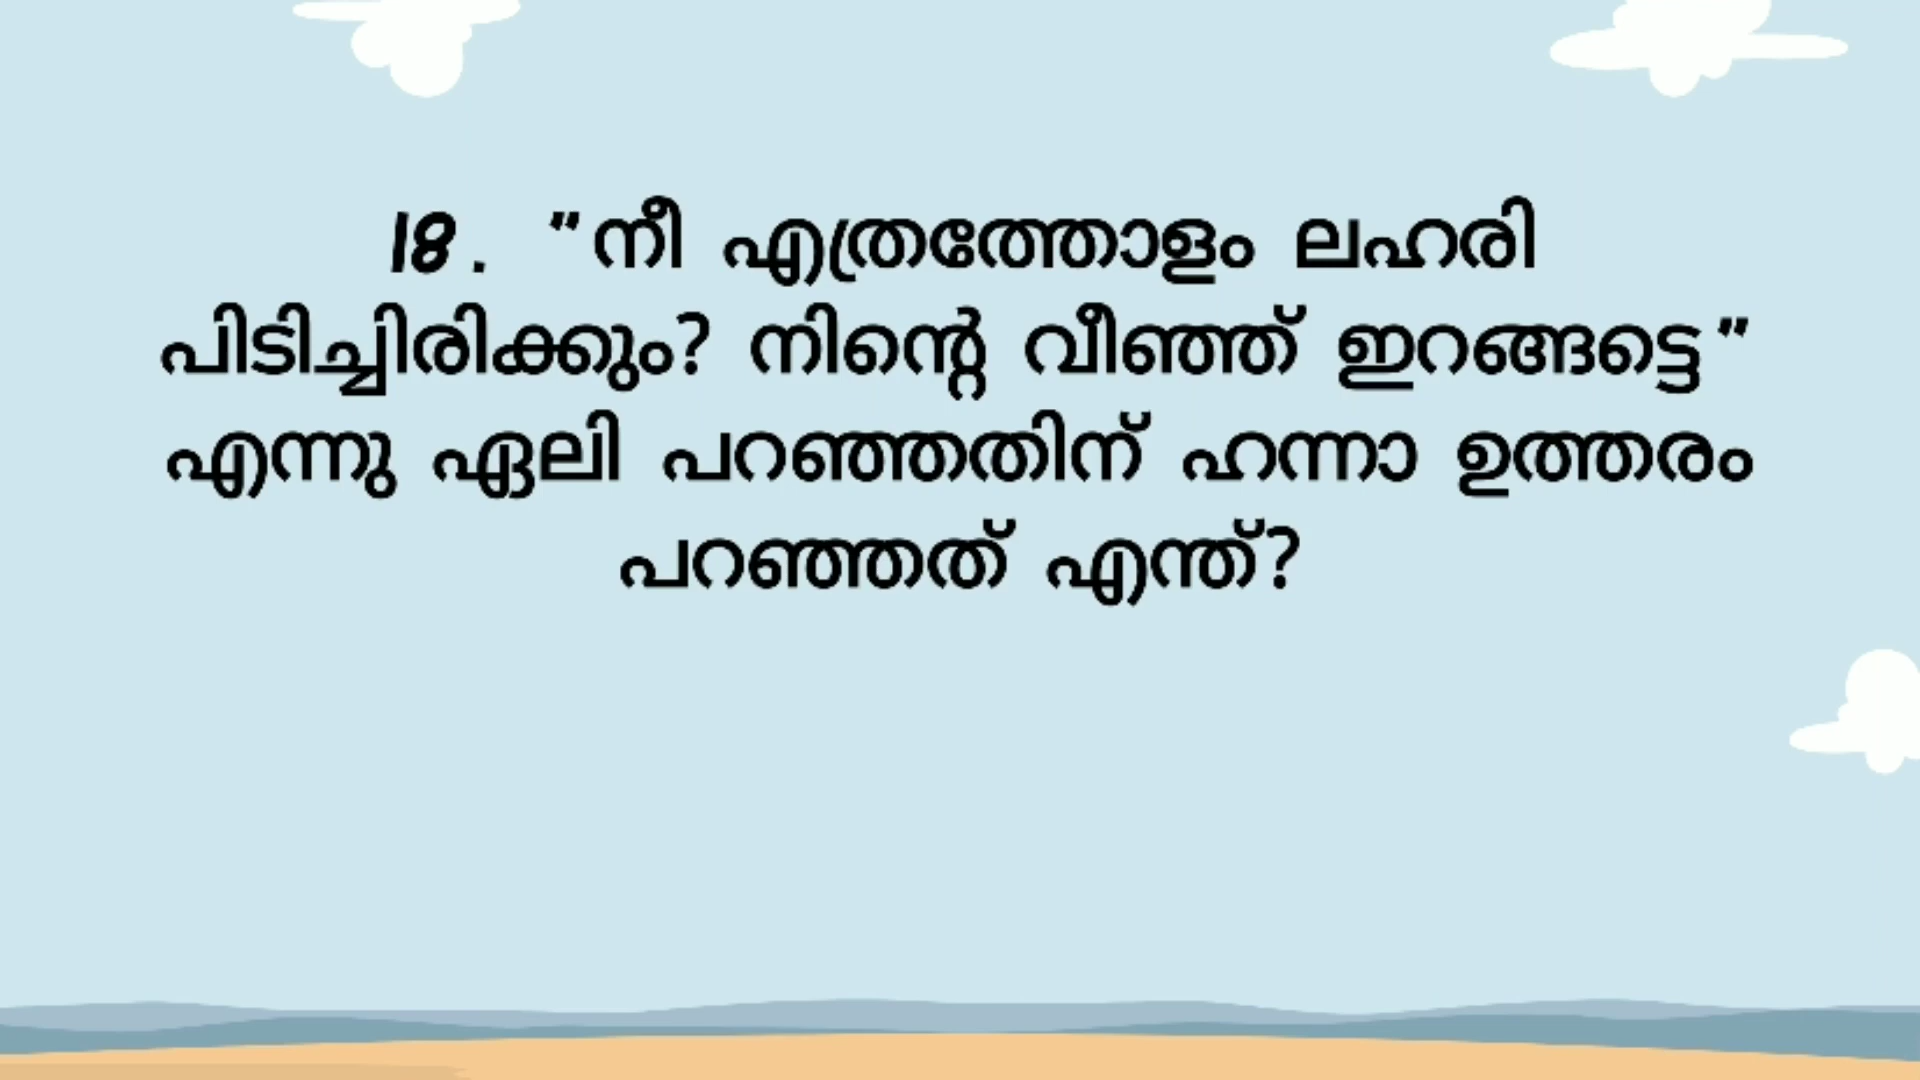 18. "നീ എത്രത്തോളം ലഹരി
പിടിച്ചിരിക്കും? നിന്റെ വീഞ്ഞ് ഇറങ്ങട്ടെ"
എന്നു ഏലി പറഞ്ഞതിന് ഹന്നാ ഉത്തരം
പറഞ്ഞത് എന്ത്?